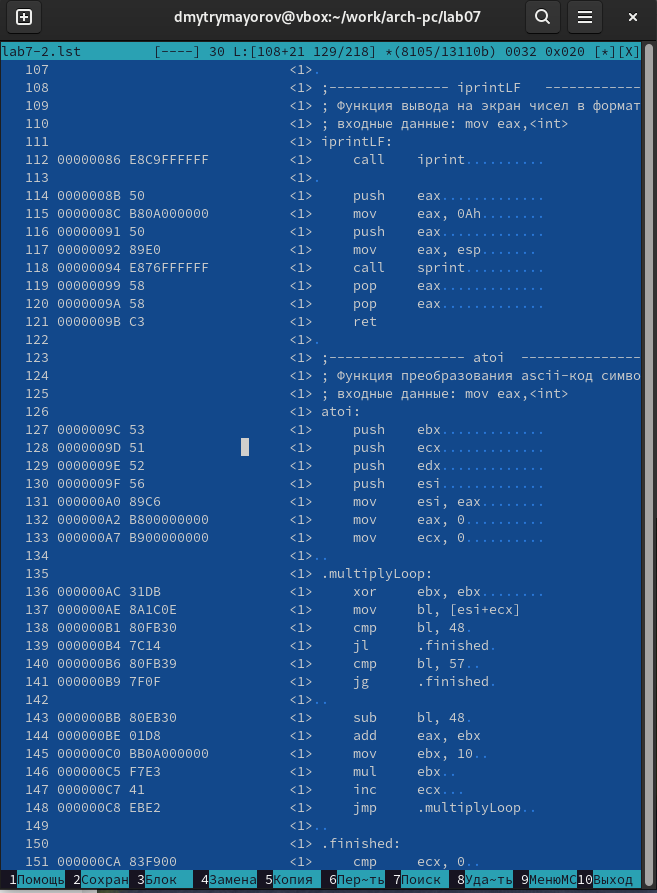 dmytrymayorov@vbox:~/work/arch-pc/lab07
lab7-2.lst [----] 30 L:[108+21 129/218] *(8105/13110b) 0032 0x020 [*][X]
107 <1>.
108 <1> ;--------------- iprintLF ------------
109 <1> ; Функция вывода на экран чисел в формат
110 <1> ; входные данные: mov eax,<int>
111 <1> iprintLF:
112 00000086 E8C9FFFFFF <1> call iprint..........
113 <1>.
114 0000008B 50 <1> push eax.............
115 0000008C B80A000000 <1> mov eax, 0Ah.........
116 00000091 50 <1> push eax.............
117 00000092 89E0 <1> mov eax, esp.......
118 00000094 E876FFFFFF <1> call sprint..........
119 00000099 58 <1> pop eax.............
120 0000009A 58 <1> pop eax.............
121 0000009B C3 <1> ret
122 <1>.
123 <1> ;----------------- atoi ---------------
124 <1> ; Функция преобразования ascii-код симво
125 <1> ; входные данные: mov eax,<int>
126 <1> atoi:
127 0000009C 53 <1> push ebx.............
128 0000009D 51 <1> push ecx.............
129 0000009E 52 <1> push edx.............
130 0000009F 56 <1> push esi.............
131 000000A0 89C6 <1> mov esi, eax........
132 000000A2 B800000000 <1> mov eax, 0..........
133 000000A7 B900000000 <1> mov ecx, 0..........
134 <1>..
135 <1> .multiplyLoop:
136 000000AC 31DB <1> xor ebx, ebx........
137 000000AE 8A1C0E <1> mov bl, [esi+ecx]
138 000000B1 80FB30 <1> cmp bl, 48.
139 000000B4 7C14 <1> jl .finished.
140 000000B6 80FB39 <1> cmp bl, 57..
141 000000B9 7F0F <1> jg .finished.
142 <1>..
143 000000BB 80EB30 <1> sub bl, 48.
144 000000BE 01D8 <1> add eax, ebx
145 000000C0 BB0A000000 <1> mov ebx, 10..
146 000000C5 F7E3 <1> mul ebx..
147 000000C7 41 <1> inc ecx...
148 000000C8 EBE2 <1> jmp .multiplyLoop..
149 <1>..
150 <1> .finished:
151 000000CA 83F900 <1> cmp ecx, 0..
1Помощь 2Сохран 3Блок 4Замена 5Копия 6Пер~ть 7Поиск 8Уда~ть 9МенюMC 10Выход